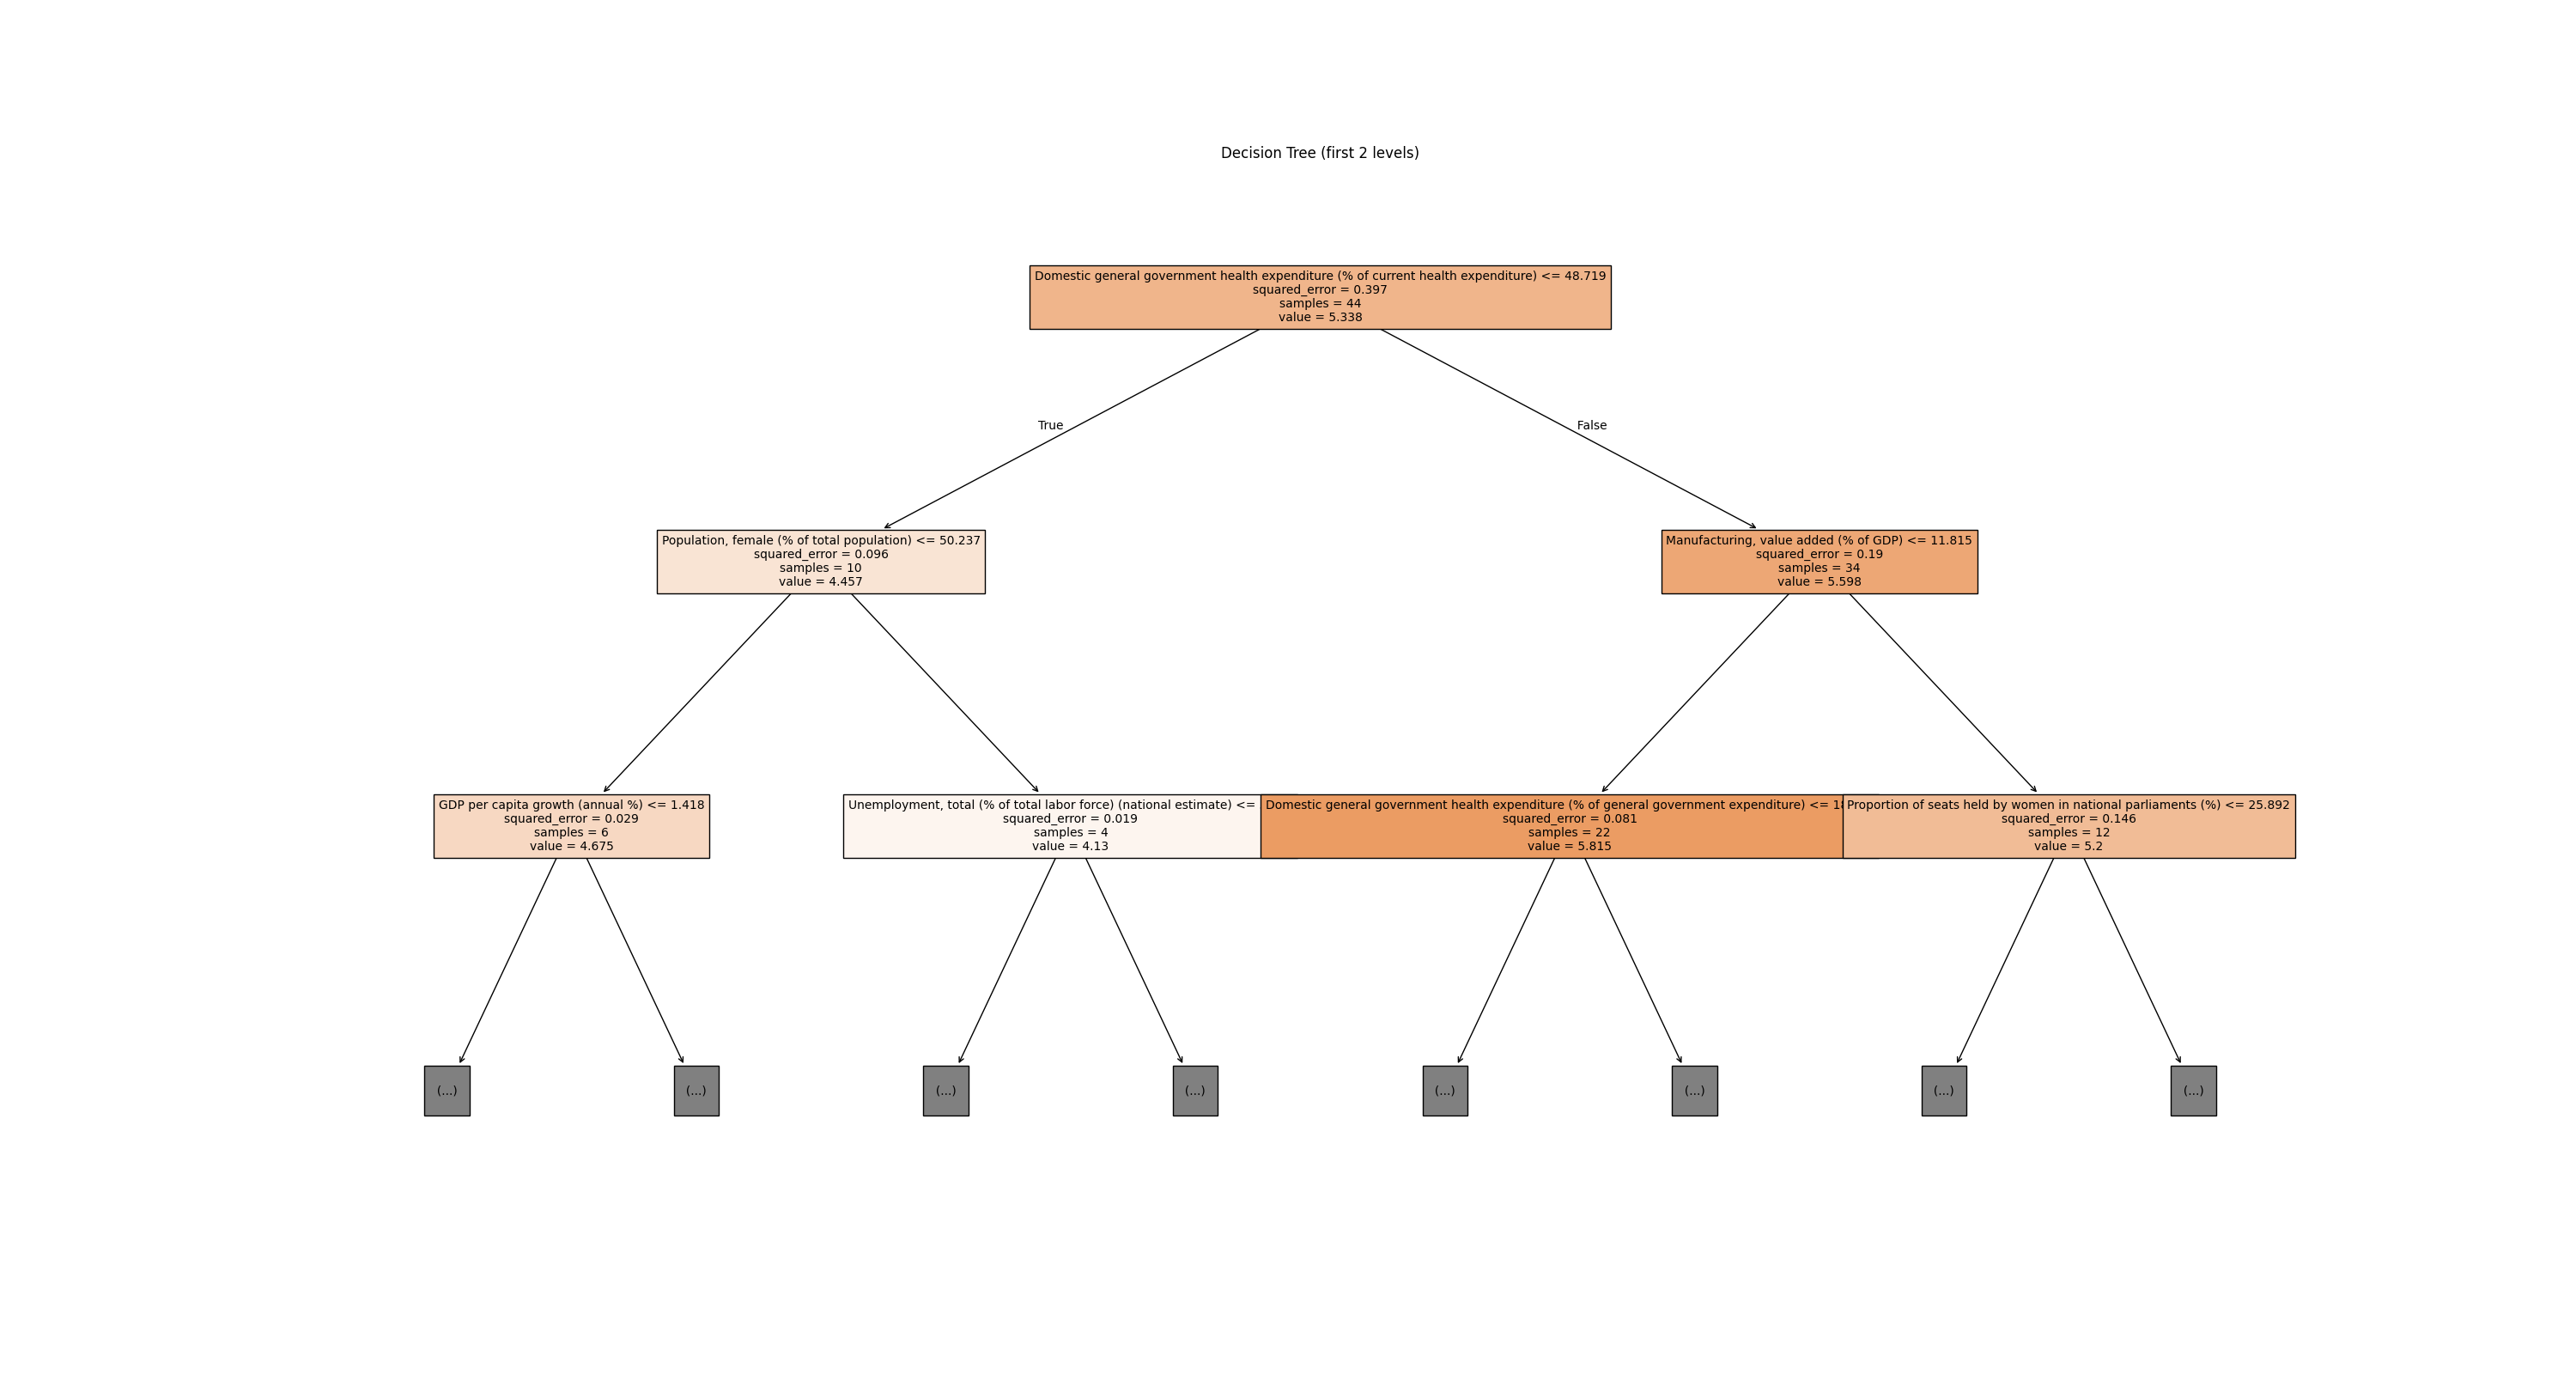 Decision Tree (first 2 levels)
Domestic general government health expenditure (% of current health expenditure) <= 48.719
squared_error = 0.397
samples = 44
value = 5.338
True
False
Population, female (% of total population) <= 50.237
squared_error = 0.096
samples = 10
value = 4.457
Manufacturing, value added (% of GDP) <= 11.815
squared_error = 0.19
samples = 34
value = 5.598
GDP per capita growth (annual %) <= 1.418
squared_error = 0.029
samples = 6
value = 4.675
Unemployment, total (% of total labor force) (national estimate) <=
squared_error = 0.019
samples = 4
value = 4.13
Domestic general government health expenditure (% of general government expenditure) <=
squared_error = 0.081
samples = 22
value = 5.815
Proportion of seats held by women in national parliaments (%) <= 25.892
squared_error = 0.146
samples = 12
value = 5.2
(...)
(...)
(...)
(...)
(...)
(...)
(...)
(...)